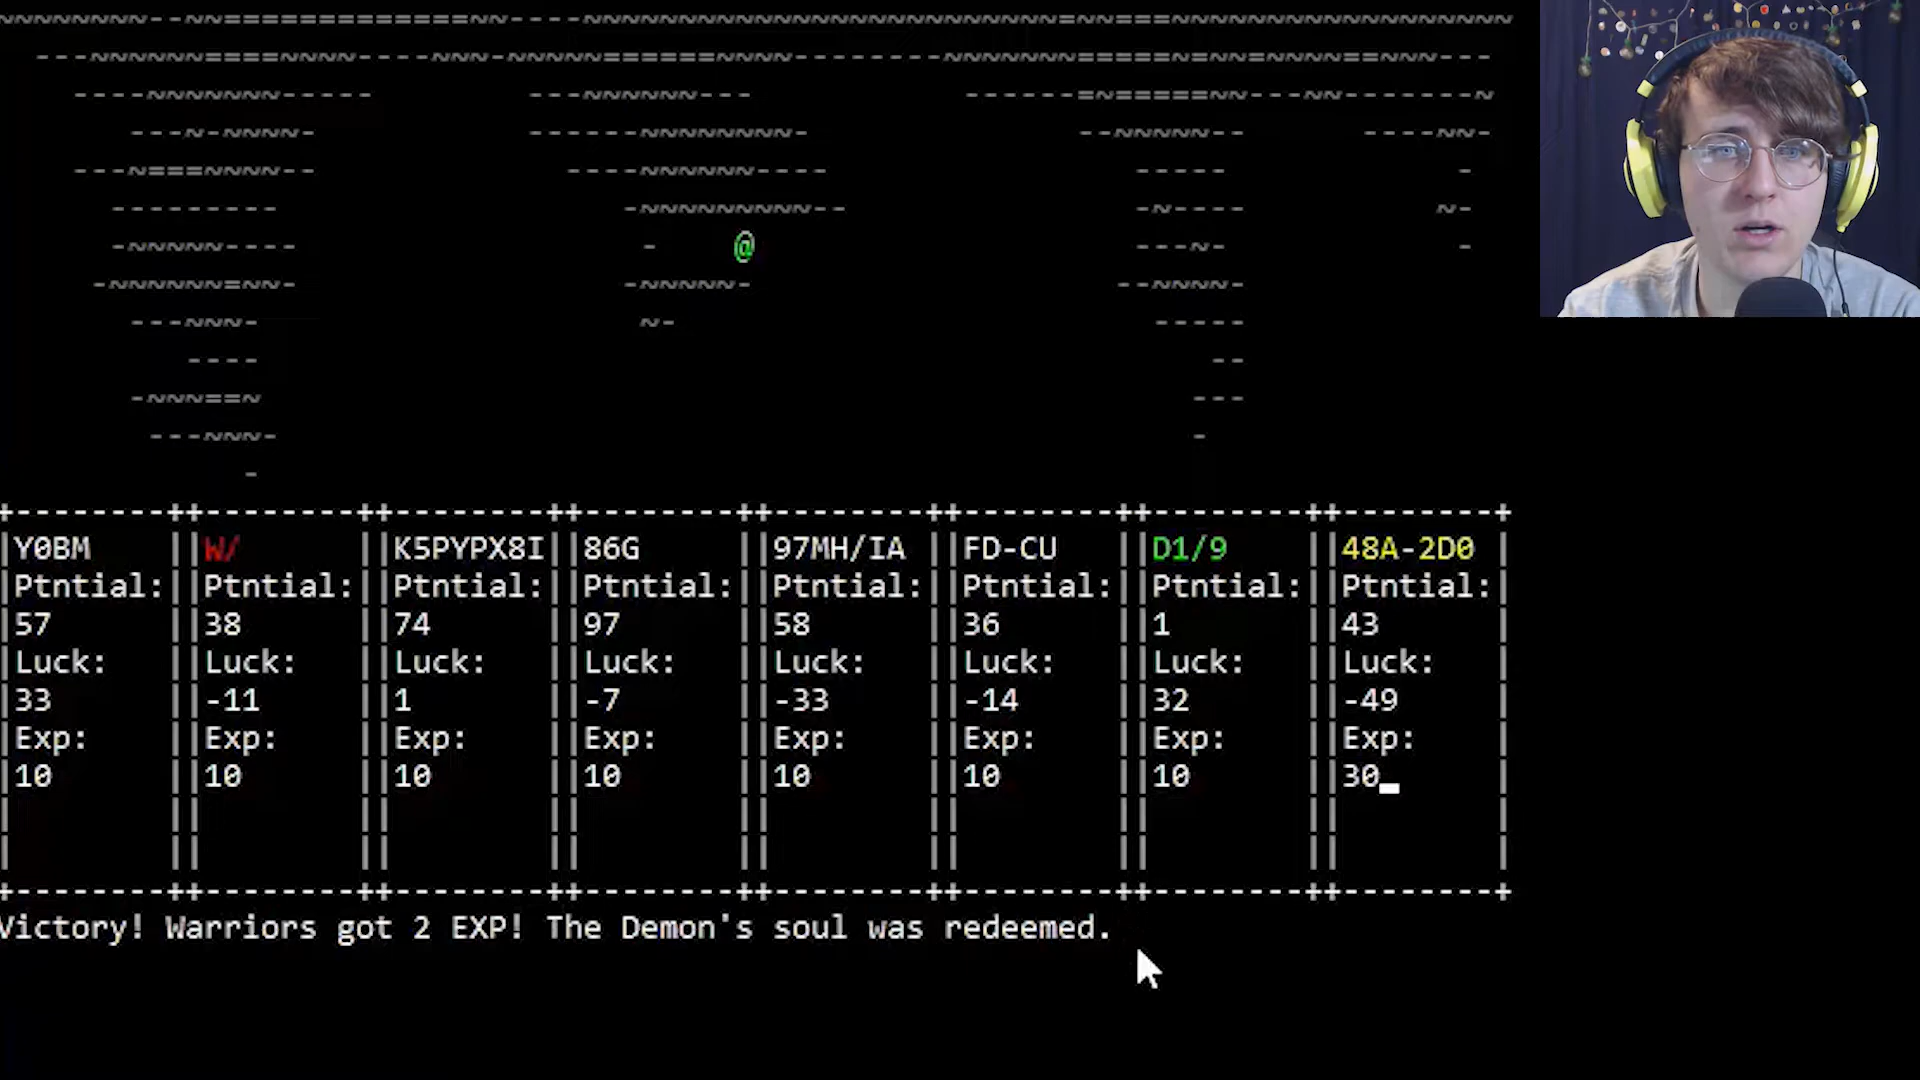 @
Y0BM W/ K5PYPX8I 86G 97MH/IA FD-CU D1/9 48A-2D0
Ptntial: Ptntial: Ptntial: Ptntial: Ptntial: Ptntial: Ptntial: Ptntial:
57 38 74 97 58 36 1 43
Luck: Luck: Luck: Luck: Luck: Luck: Luck: Luck:
33 -11 1 -7 -33 -14 32 -49
Exp: Exp: Exp: Exp: Exp: Exp: Exp: Exp:
10 10 10 10 10 10 10 30
Victory! Warriors got 2 EXP! The Demon's soul was redeemed.